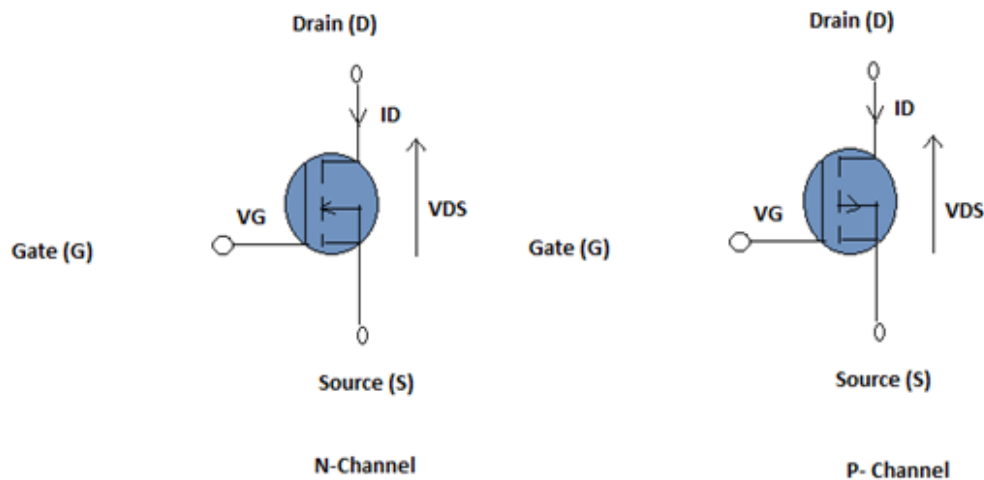 Drain (D)
ID
VG
VDS
Gate (G)
Source (S)
N-Channel
Drain (D)
ID
VG
VDS
Gate (G)
Source (S)
P- Channel